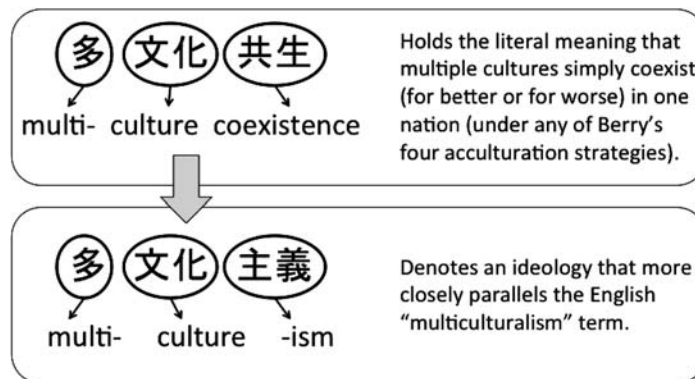 多 文化 共生
multi- culture coexistence
Holds the literal meaning that
multiple cultures simply coexist
(for better or for worse) in one
nation (under any of Berry's
four acculturation strategies).
多 文化 主義
multi- culture -ism
Denotes an ideology that more
closely parallels the English
“multiculturalism” term.